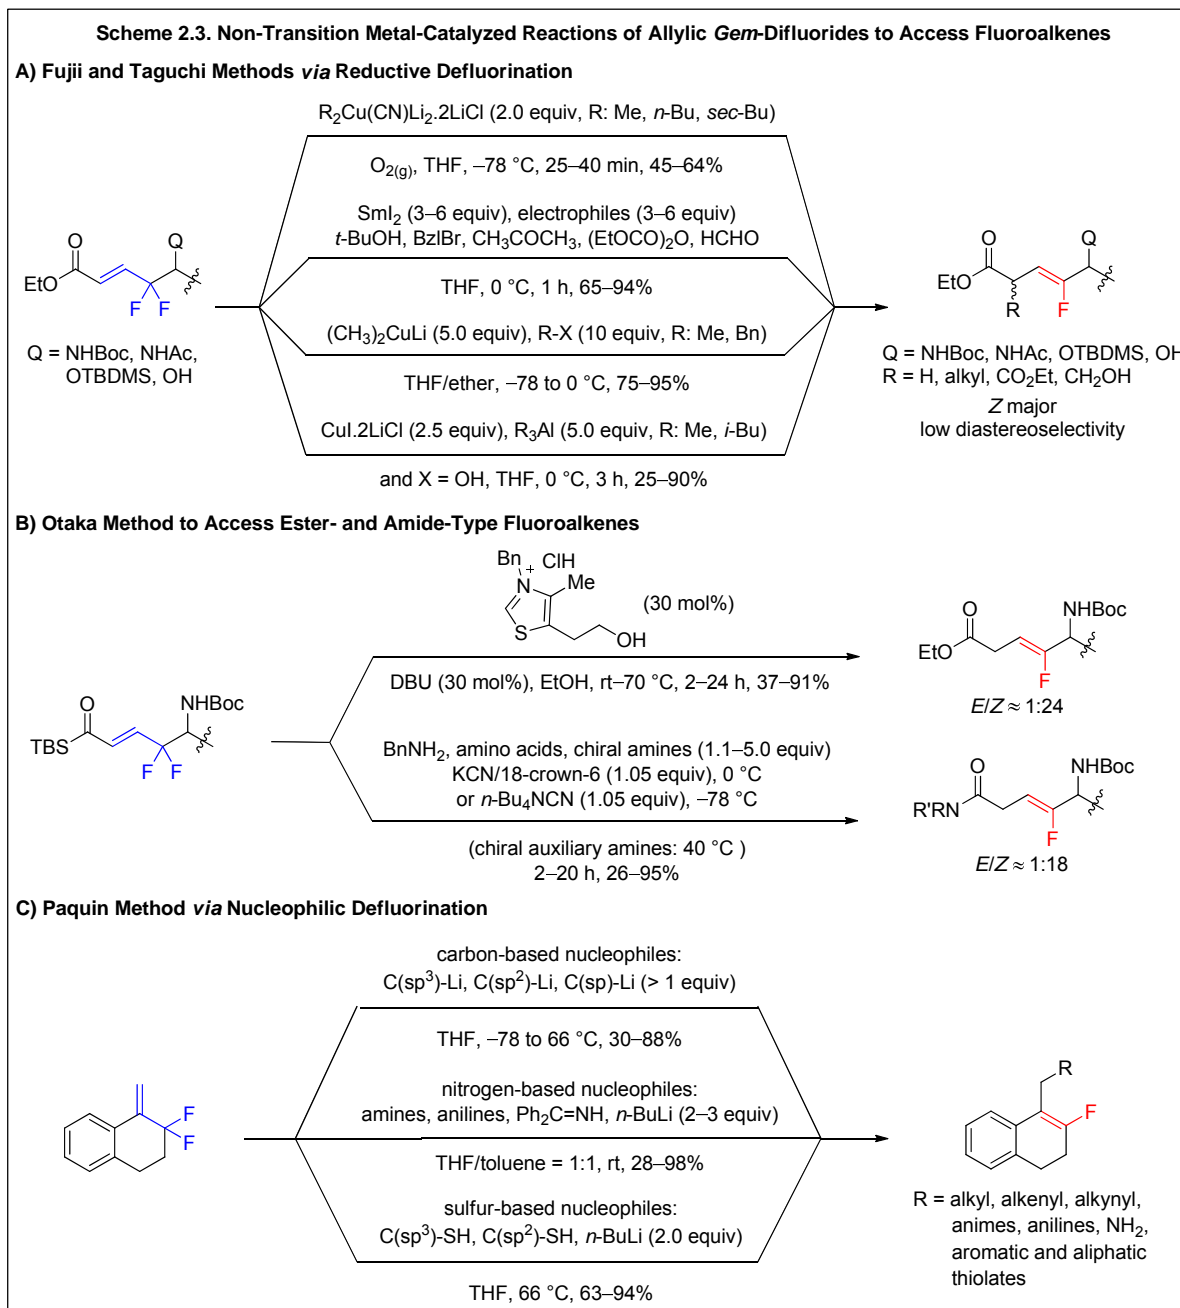 Scheme 2.3. Non-Transition Metal-Catalyzed Reactions of Allylic Gem-Difluorides to Access Fluoroalkenes
A) Fujii and Taguchi Methods via Reductive Defluorination
R2Cu(CN)Li2.2LiCl (2.0 equiv, R: Me, n-Bu, sec-Bu)
O2(g), THF, –78 °C, 25–40 min, 45–64%
SmI2 (3–6 equiv), electrophiles (3–6 equiv)
t-BuOH, BzlBr, CH3COCH3, (EtOCO)2O, HCHO
THF, 0 °C, 1 h, 65–94%
(CH3)2CuLi (5.0 equiv), R-X (10 equiv, R: Me, Bn)
THF/ether, –78 to 0 °C, 75–95%
CuI.2LiCl (2.5 equiv), R3Al (5.0 equiv, R: Me, i-Bu)
and X = OH, THF, 0 °C, 3 h, 25–90%
O
Q
EtO
F F
Q = NHBoc, NHAc,
OTBDMS, OH
O
Q
EtO
R
F
Q = NHBoc, NHAc, OTBDMS, OH
R = H, alkyl, CO2Et, CH2OH
Z major
low diastereoselectivity
B) Otaka Method to Access Ester- and Amide-Type Fluoroalkenes
Bn
ClH
N+
Me
S
OH
(30 mol%)
DBU (30 mol%), EtOH, rt–70 °C, 2–24 h, 37–91%
O
NHBoc
EtO
F
E/Z ≈ 1:24
O
NHBoc
TBS
F F
BnNH2, amino acids, chiral amines (1.1–5.0 equiv)
KCN/18-crown-6 (1.05 equiv), 0 °C
or n-Bu4NCN (1.05 equiv), –78 °C
(chiral auxiliary amines: 40 °C )
2–20 h, 26–95%
O
NHBoc
R'RN
F
E/Z ≈ 1:18
C) Paquin Method via Nucleophilic Defluorination
carbon-based nucleophiles:
C(sp3)-Li, C(sp2)-Li, C(sp)-Li (> 1 equiv)
THF, –78 to 66 °C, 30–88%
nitrogen-based nucleophiles:
amines, anilines, Ph2C=NH, n-BuLi (2–3 equiv)
THF/toluene = 1:1, rt, 28–98%
sulfur-based nucleophiles:
C(sp3)-SH, C(sp2)-SH, n-BuLi (2.0 equiv)
THF, 66 °C, 63–94%
F
F
R
F
R = alkyl, alkenyl, alkynyl,
animes, anilines, NH2,
aromatic and aliphatic
thiolates